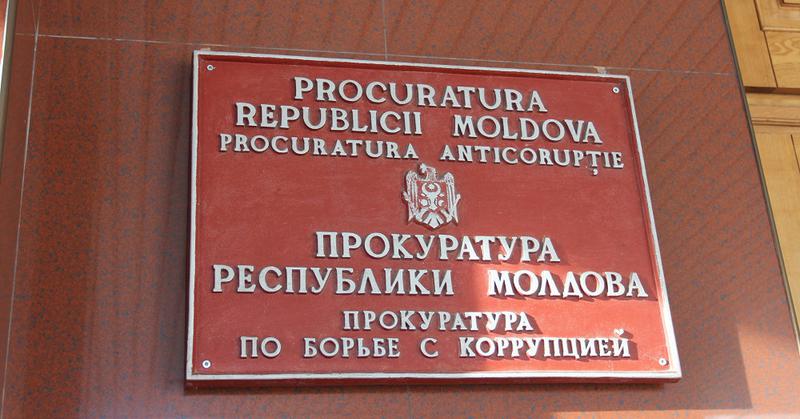 PROCURATURA
REPUBLICII MOLDOVA
PROCURATURA ANTICORUPȚIE
ПРОКУРАТУРА
РЕСПУБЛИКИ МОЛДОВА
ПРОКУРАТУРА
ПО БОРЬБЕ С КОРРУПЦИЕЙ